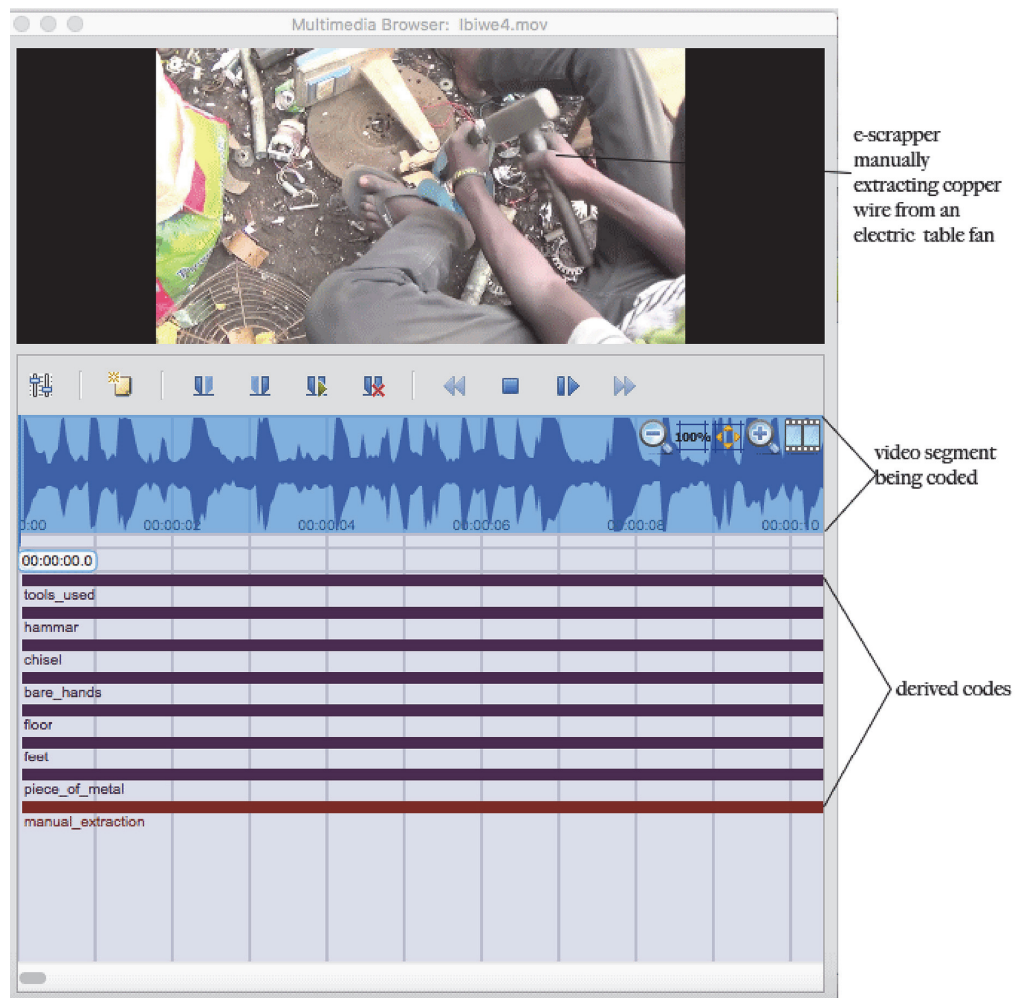 Multimedia Browser: Ibiwe4.mov
e-scrapper
manually
extracting copper
wire from an
electric table fan
100%
video segment
being coded
0:00 00:00:02 00:00:04 00:00:06 00:00:08 00:00:10
00:00:00.0
tools_used
hammar
chisel
bare_hands
floor
feet
piece_of_metal
manual_extraction
derived codes